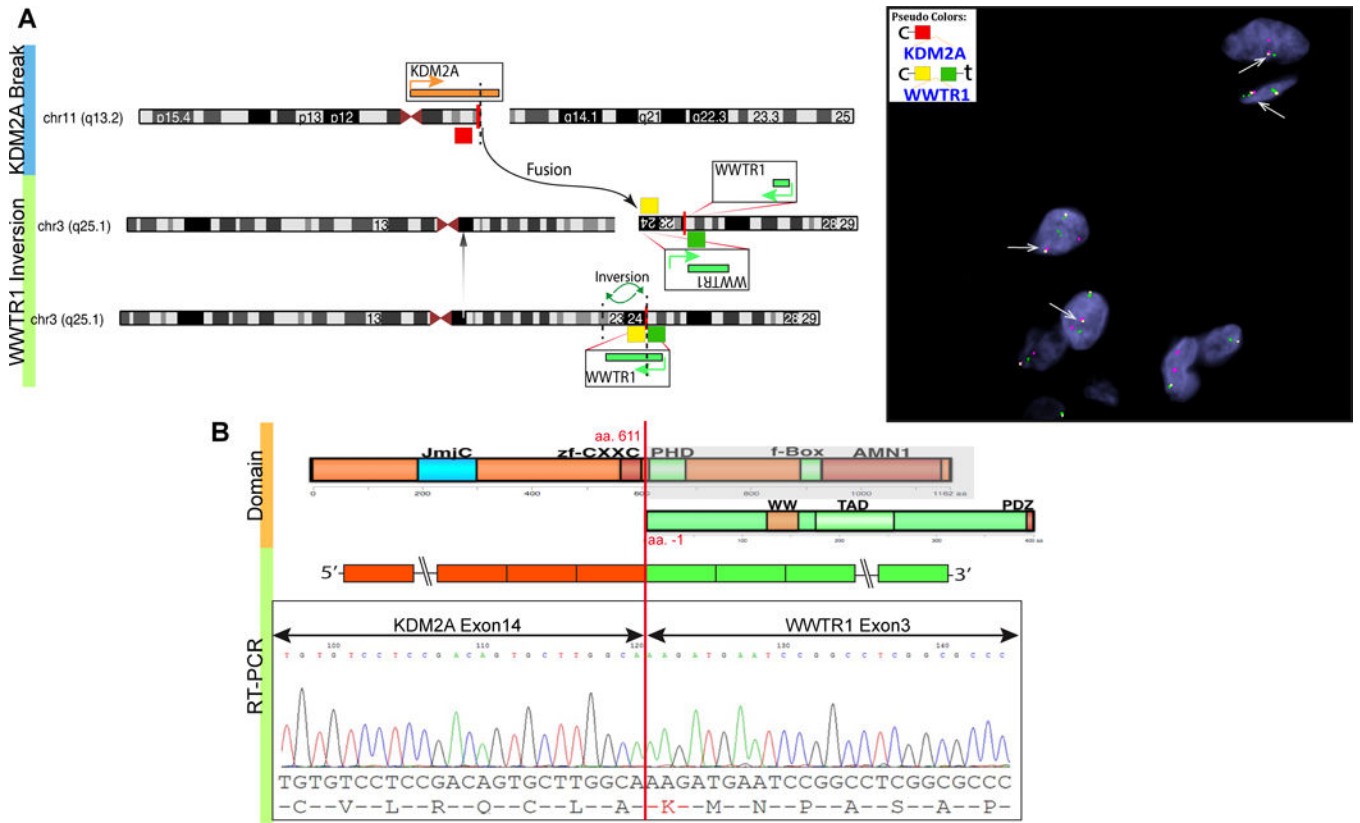 A
KDM2A Break
WWTR1 Inversion
KDM2A
chr11 (q13.2)
p15.4
p13
p12
q14.1
q21
q22.3
23.3
25
Fusion
WWTR1
chr3 (q25.1)
13
24
23
28
29
WWTR1
Inversion
chr3 (q25.1)
13
23
24
28
29
WWTR1
Pseudo Colors:
c
KDM2A
c t
WWTR1
B
Domain
RT-PCR
aa. 611
JmjC
zf-CXXC
PHD
f-Box
AMN1
0
200
400
600
1000
1162 aa
WW
TAD
PDZ
aa. -1
100
200
300
400 aa
5’
3’
KDM2A Exon14
WWTR1 Exon3
100
110
120
130
140
T G T G T C C T C C G A C A G T G C T T G G C A A A G A T G A A T C C G G C C T C G G C G C C C
TGTGTCCTCCGACAGTGCTTGGCAAAGATGAATCCGGCCTCGGCGCCC
–C––V––L––R––Q––C––L––A––K––M––N––P––A––S––A––P–